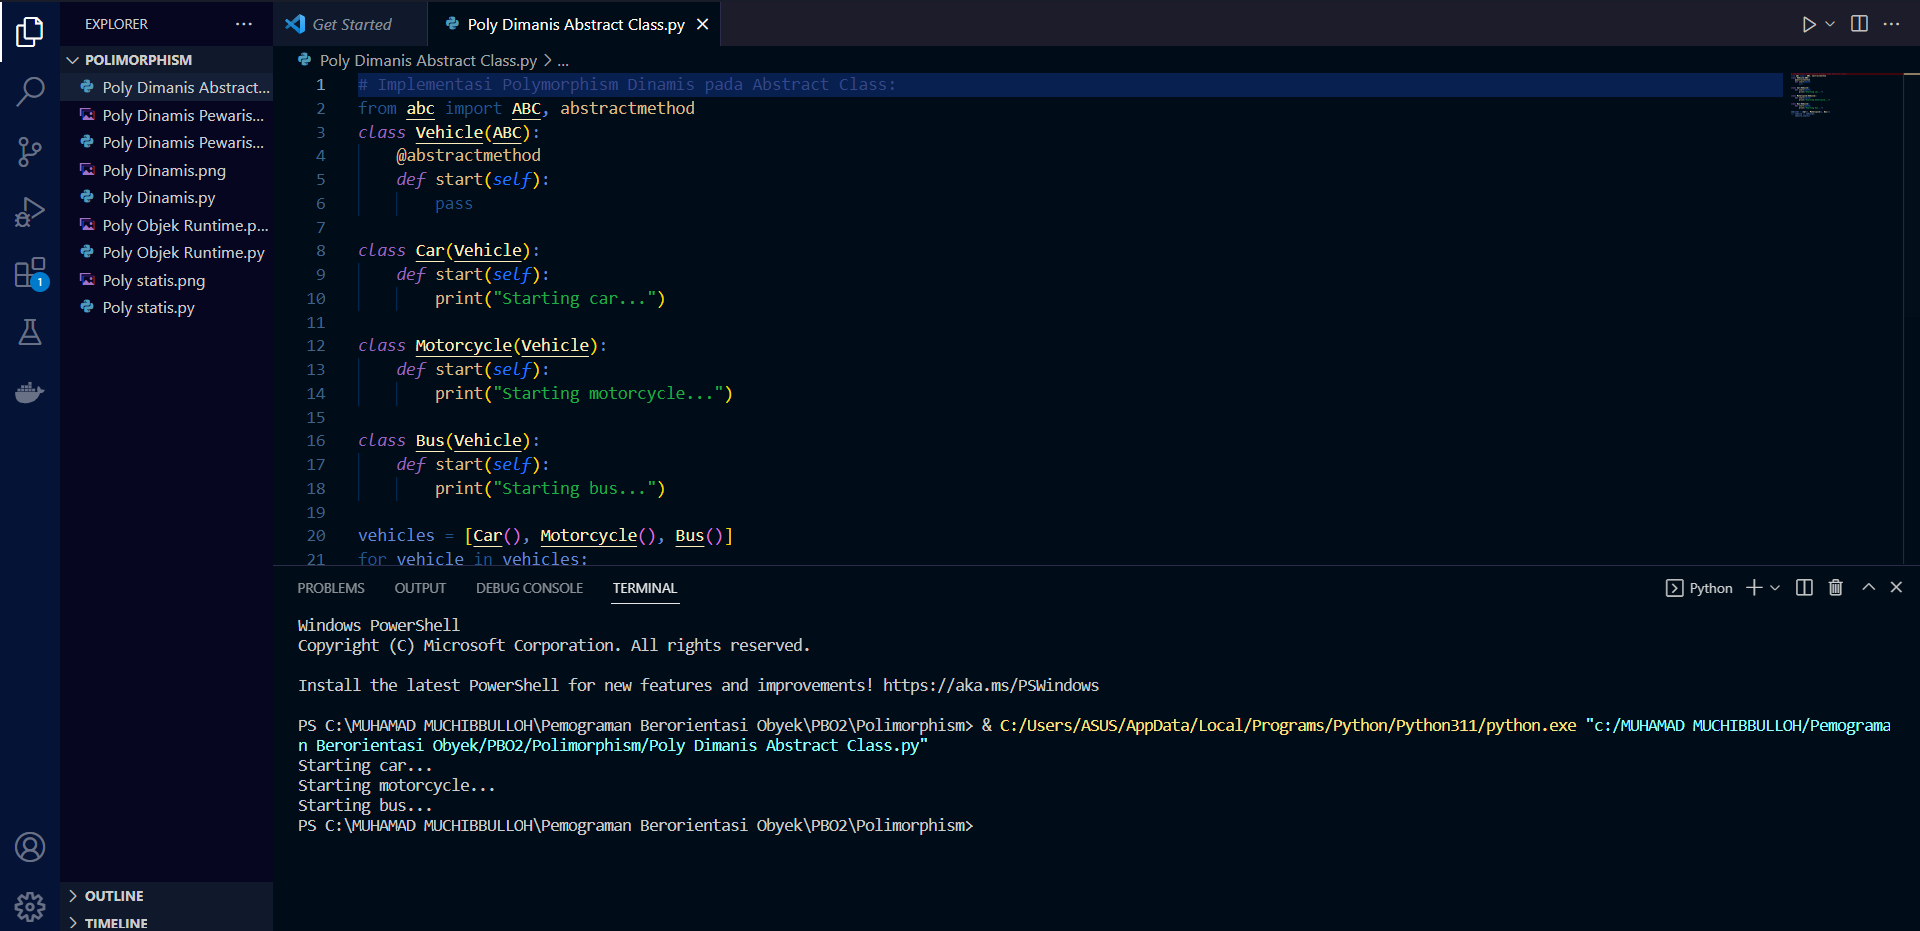 EXPLORER ...
Get Started
Poly Dimanis Abstract Class.py
POLIMORPHISM
Poly Dimanis Abstract...
Poly Dinamis Pewaris...
Poly Dinamis Pewaris...
Poly Dinamis.png
Poly Dinamis.py
Poly Objek Runtime.p...
Poly Objek Runtime.py
Poly statis.png
Poly statis.py
1
OUTLINE
TIMELINE
Poly Dimanis Abstract Class.py > ...
1 # Implementasi Polymorphism Dinamis pada Abstract Class:
2 from abc import ABC, abstractmethod
3 class Vehicle(ABC):
4 @abstractmethod
5 def start(self):
6 pass
7
8 class Car(Vehicle):
9 def start(self):
10 print("Starting car...")
11
12 class Motorcycle(Vehicle):
13 def start(self):
14 print("Starting motorcycle...")
15
16 class Bus(Vehicle):
17 def start(self):
18 print("Starting bus...")
19
20 vehicles = [Car(), Motorcycle(), Bus()]
21 for vehicle in vehicles:
PROBLEMS OUTPUT DEBUG CONSOLE TERMINAL
Python
Windows PowerShell
Copyright (C) Microsoft Corporation. All rights reserved.
Install the latest PowerShell for new features and improvements! https://aka.ms/PSWindows
PS C:\MUHAMAD MUCHIBBULLOH\Pemograman Berorientasi Obyek\PBO2\Polimorphism> & C:/Users/ASUS/AppData/Local/Programs/Python/Python311/python.exe "c:/MUHAMAD MUCHIBBULLOH/Pemograma
n Berorientasi Obyek/PBO2/Polimorphism/Poly Dimanis Abstract Class.py"
Starting car...
Starting motorcycle...
Starting bus...
PS C:\MUHAMAD MUCHIBBULLOH\Pemograman Berorientasi Obyek\PBO2\Polimorphism>